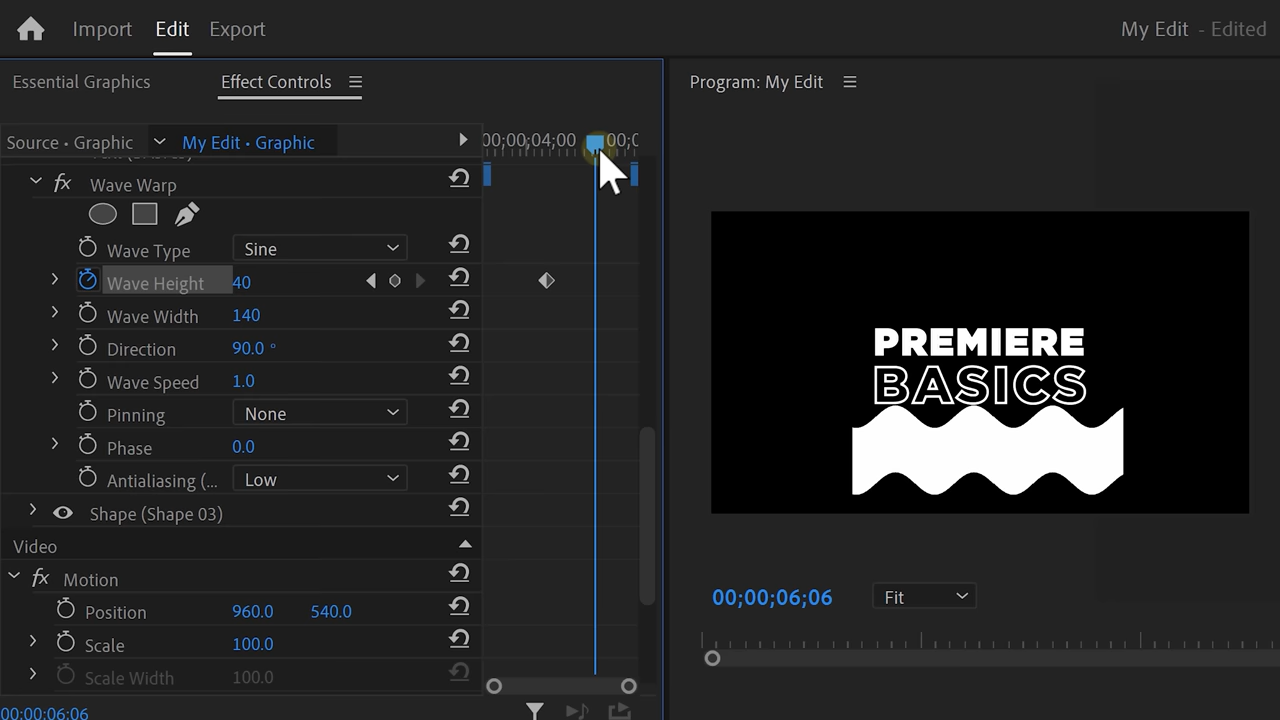 Import Edit Export My Edit - Edited
Essential Graphics Effect Controls Program: My Edit
Source • Graphic My Edit • Graphic 00;00;04;00
fx Wave Warp
Wave Type Sine
Wave Height 40
Wave Width 140
Direction 90.0 °
Wave Speed 1.0
Pinning None
Phase 0.0
Antialiasing (... Low
Shape (Shape 03)
Video
fx Motion
Position 960.0 540.0
Scale 100.0
Scale Width 100.0
00;00;06;06
PREMIERE
BASICS
00;00;06;06 Fit